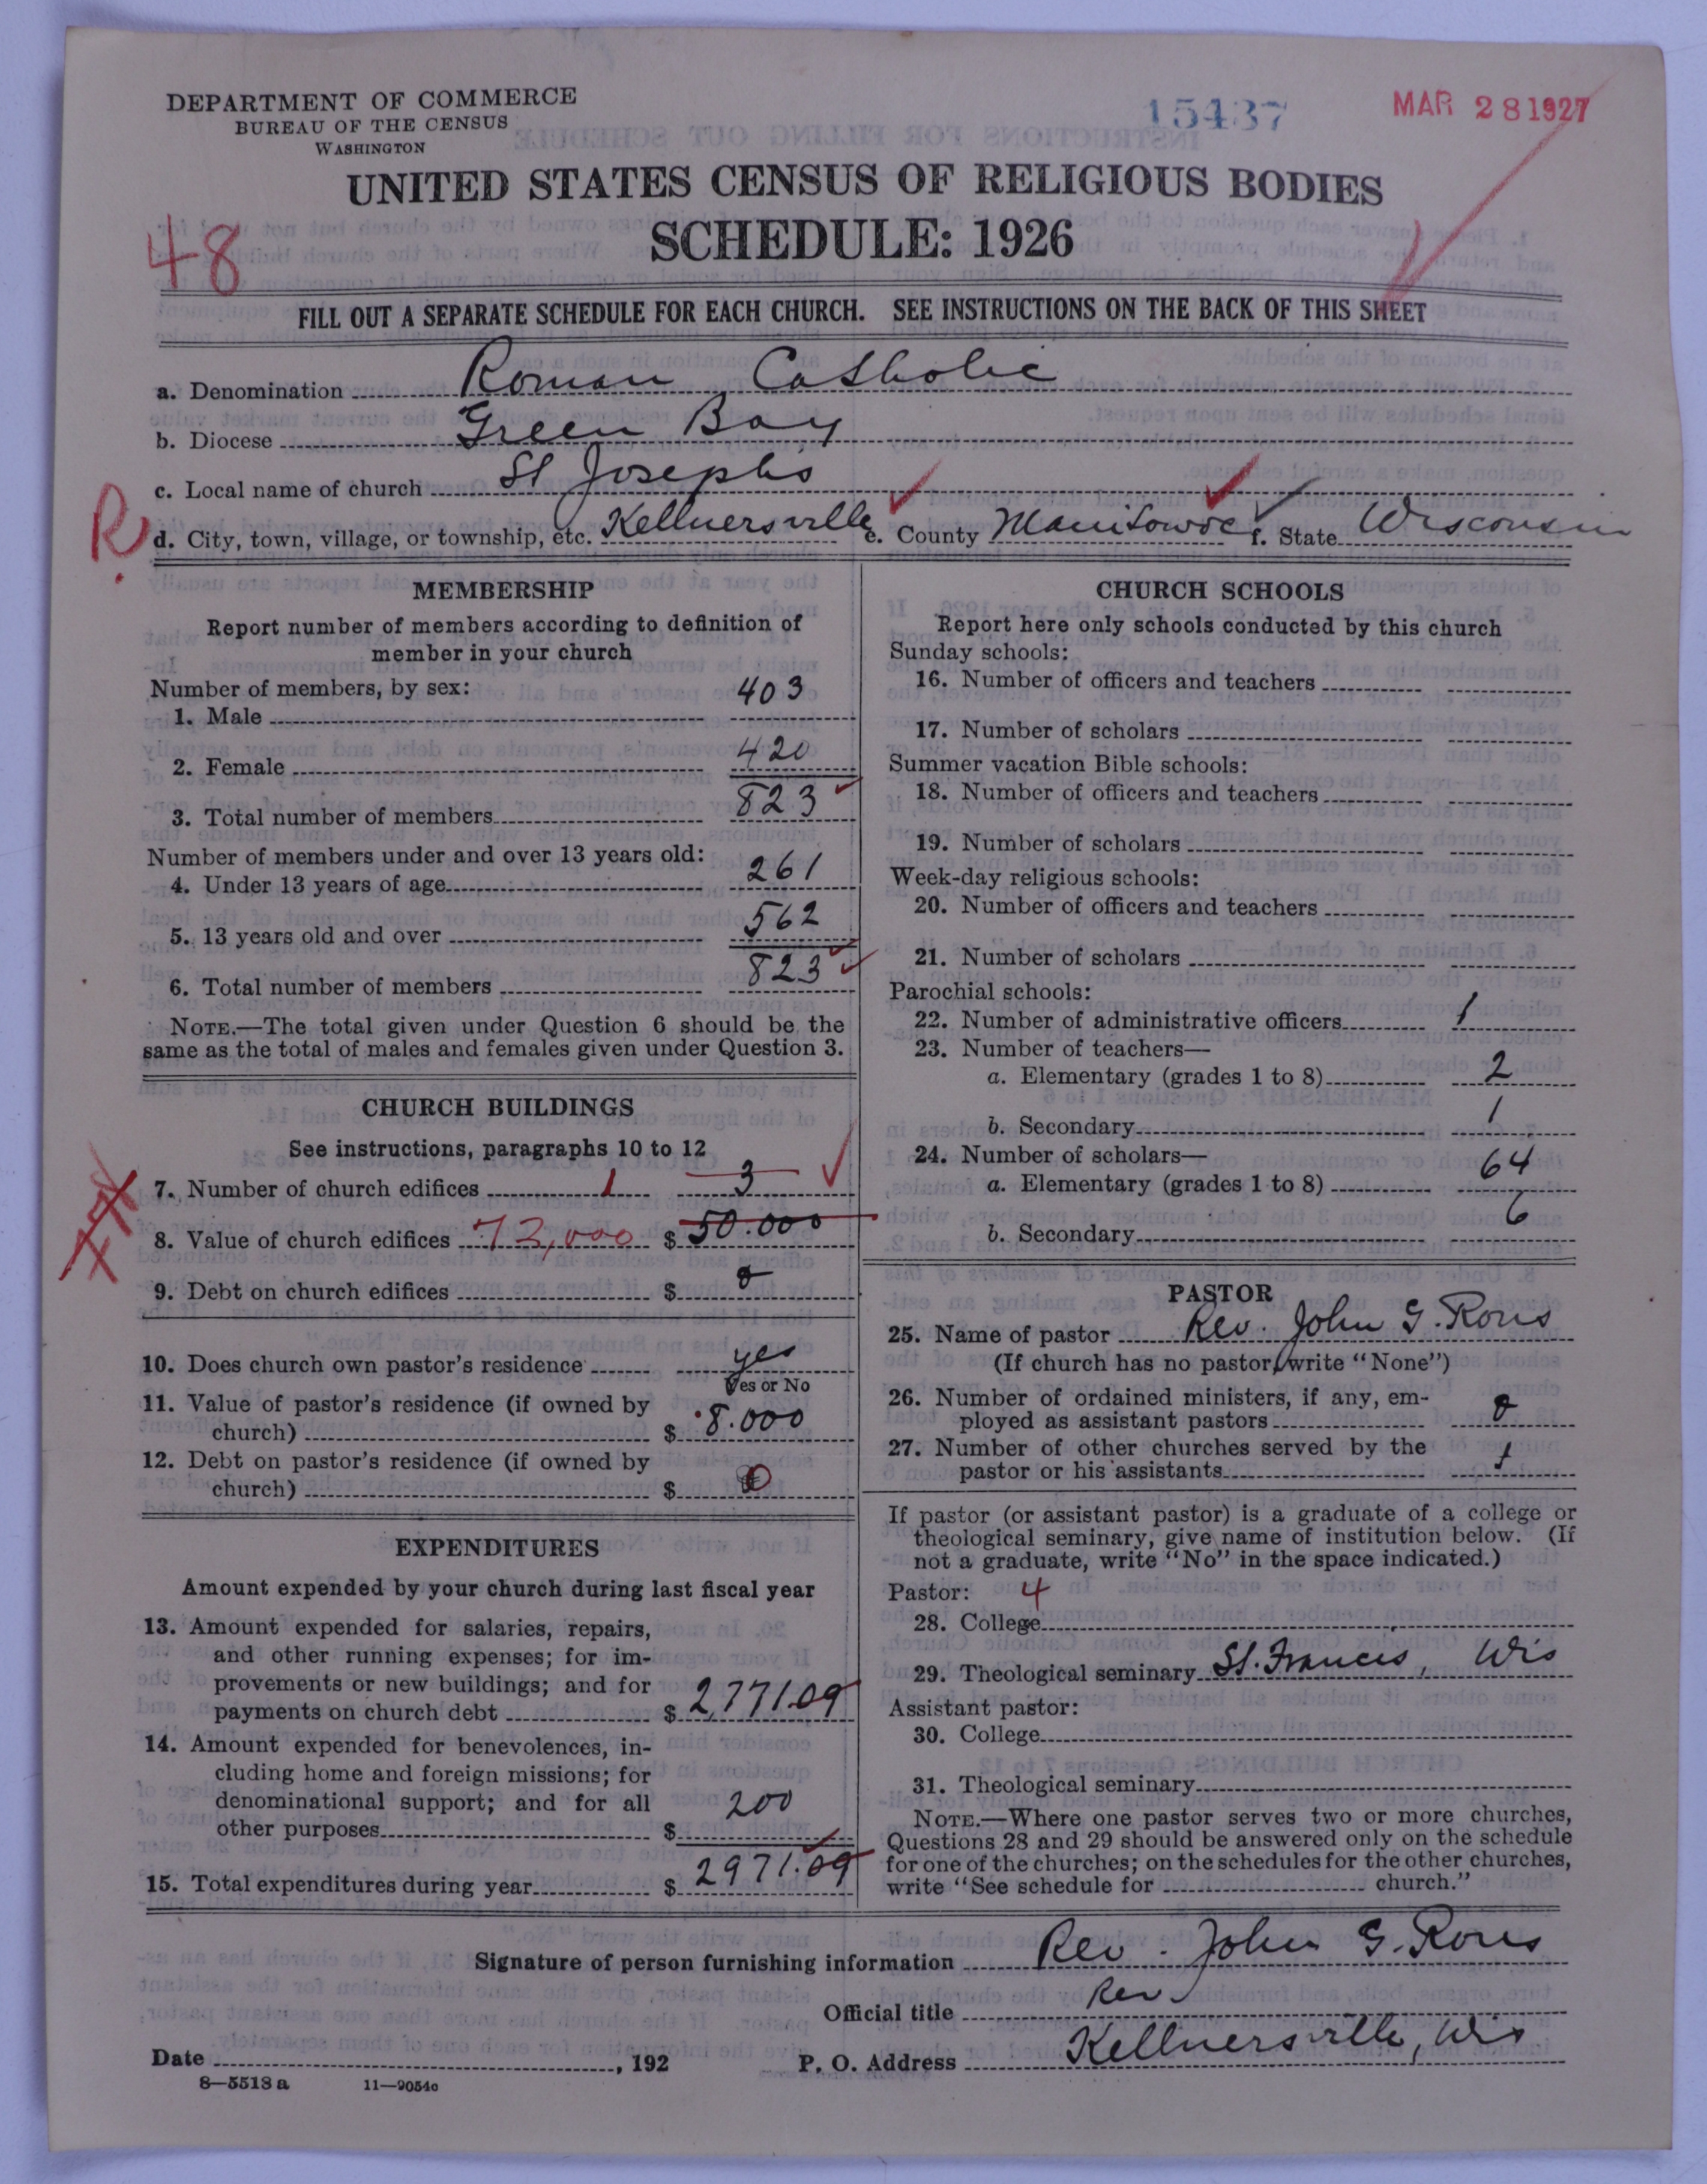 DEPARTMENT OF COMMERCE
BUREAU OF THE CENSUS
WASHINGTON
15437
MAR 28 1927
UNITED STATES CENSUS OF RELIGIOUS BODIES
SCHEDULE: 1926
48
FILL OUT A SEPARATE SCHEDULE FOR EACH CHURCH. SEE INSTRUCTIONS ON THE BACK OF THIS SHEET
a. Denomination Roman Catholic
b. Diocese Green Bay
c. Local name of church St Joseph's
R. d. City, town, village, or township, etc. Kellnersville e. County Manitowoc f. State Wisconsin
MEMBERSHIP
Report number of members according to definition of
member in your church
Number of members, by sex:
1. Male 403
2. Female 420
3. Total number of members 823
Number of members under and over 13 years old:
4. Under 13 years of age 261
5. 13 years old and over 562
6. Total number of members 823
NOTE.—The total given under Question 6 should be the
same as the total of males and females given under Question 3.
CHURCH BUILDINGS
See instructions, paragraphs 10 to 12
7. Number of church edifices 1 3
8. Value of church edifices 72,000 $ 50.000
9. Debt on church edifices $ 0
10. Does church own pastor's residence yes
Yes or No
11. Value of pastor's residence (if owned by
church) $ 8.000
12. Debt on pastor's residence (if owned by
church) $ 0
EXPENDITURES
Amount expended by your church during last fiscal year
13. Amount expended for salaries, repairs,
and other running expenses; for im-
provements or new buildings; and for
payments on church debt $ 2,771.09
14. Amount expended for benevolences, in-
cluding home and foreign missions; for
denominational support; and for all
other purposes $ 200
15. Total expenditures during year $ 2971.09
CHURCH SCHOOLS
Report here only schools conducted by this church
Sunday schools:
16. Number of officers and teachers
17. Number of scholars
Summer vacation Bible schools:
18. Number of officers and teachers
19. Number of scholars
Week-day religious schools:
20. Number of officers and teachers
21. Number of scholars
Parochial schools:
22. Number of administrative officers 1
23. Number of teachers—
a. Elementary (grades 1 to 8) 2
b. Secondary 1
24. Number of scholars—
a. Elementary (grades 1 to 8) 64
b. Secondary 6
PASTOR
25. Name of pastor Rev. John G.
(If church has no pastor, write "None")
26. Number of ordained ministers, if any, em-
ployed as assistant pastors 0
27. Number of other churches served by the
pastor or his assistants 1
If pastor (or assistant pastor) is a graduate of a college or
theological seminary, give name of institution below. (If
not a graduate, write "No" in the space indicated.)
Pastor: 4
28. College
29. Theological seminary St. Francis, Wis
Assistant pastor:
30. College
31. Theological seminary
NOTE.—Where one pastor serves two or more churches,
Questions 28 and 29 should be answered only on the schedule
for one of the churches; on the schedules for the other churches,
write "See schedule for church."
Signature of person furnishing information Rev. John G.
Official title Rev.
Date , 192
P. O. Address Kellnersville, Wis
8—5518 a 11—9054c